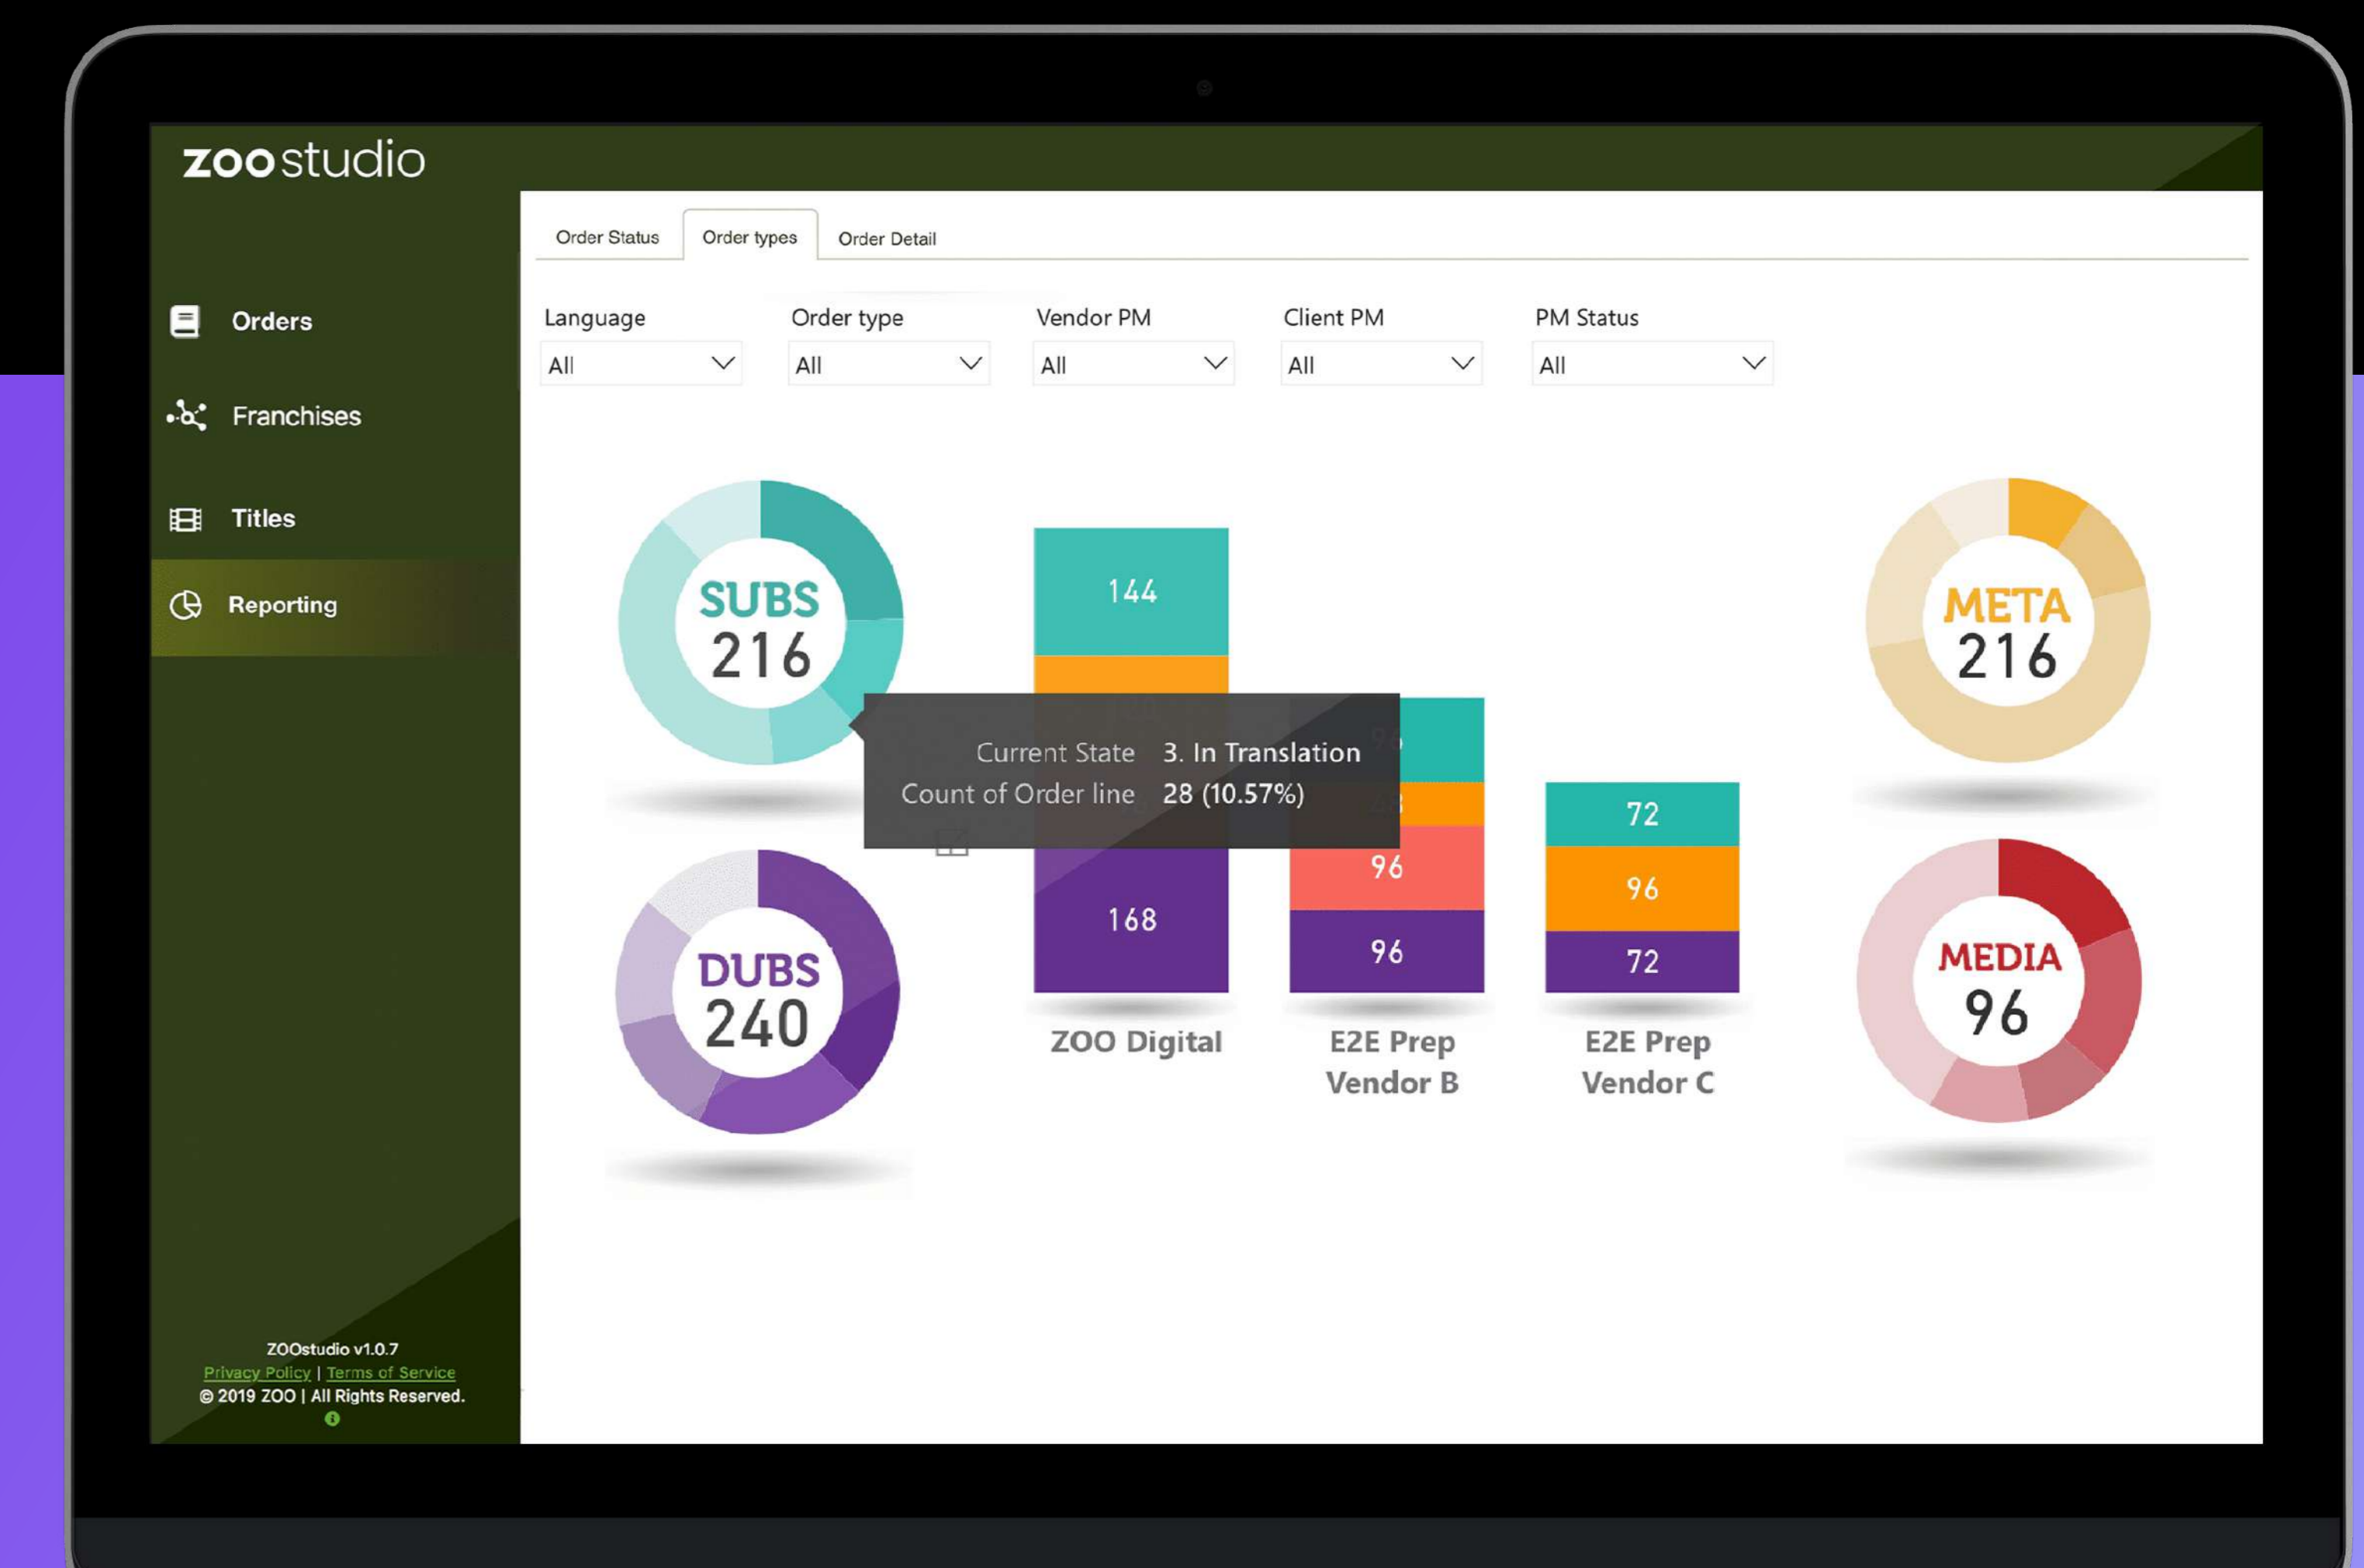 zoostudio
Order Status
Order types
Order Detail
Orders
Franchises
Titles
Reporting
Language
Order type
Vendor PM
Client PM
PM Status
All
All
All
All
All
SUBS
216
144
META
216
Current State 3. In Translation
Count of Order line 28 (10.57%)
DUBS
240
168
96
96
72
96
72
MEDIA
96
ZOO Digital
E2E Prep
Vendor B
E2E Prep
Vendor C
ZOOstudio v1.0.7
Privacy Policy | Terms of Service
© 2019 ZOO | All Rights Reserved.